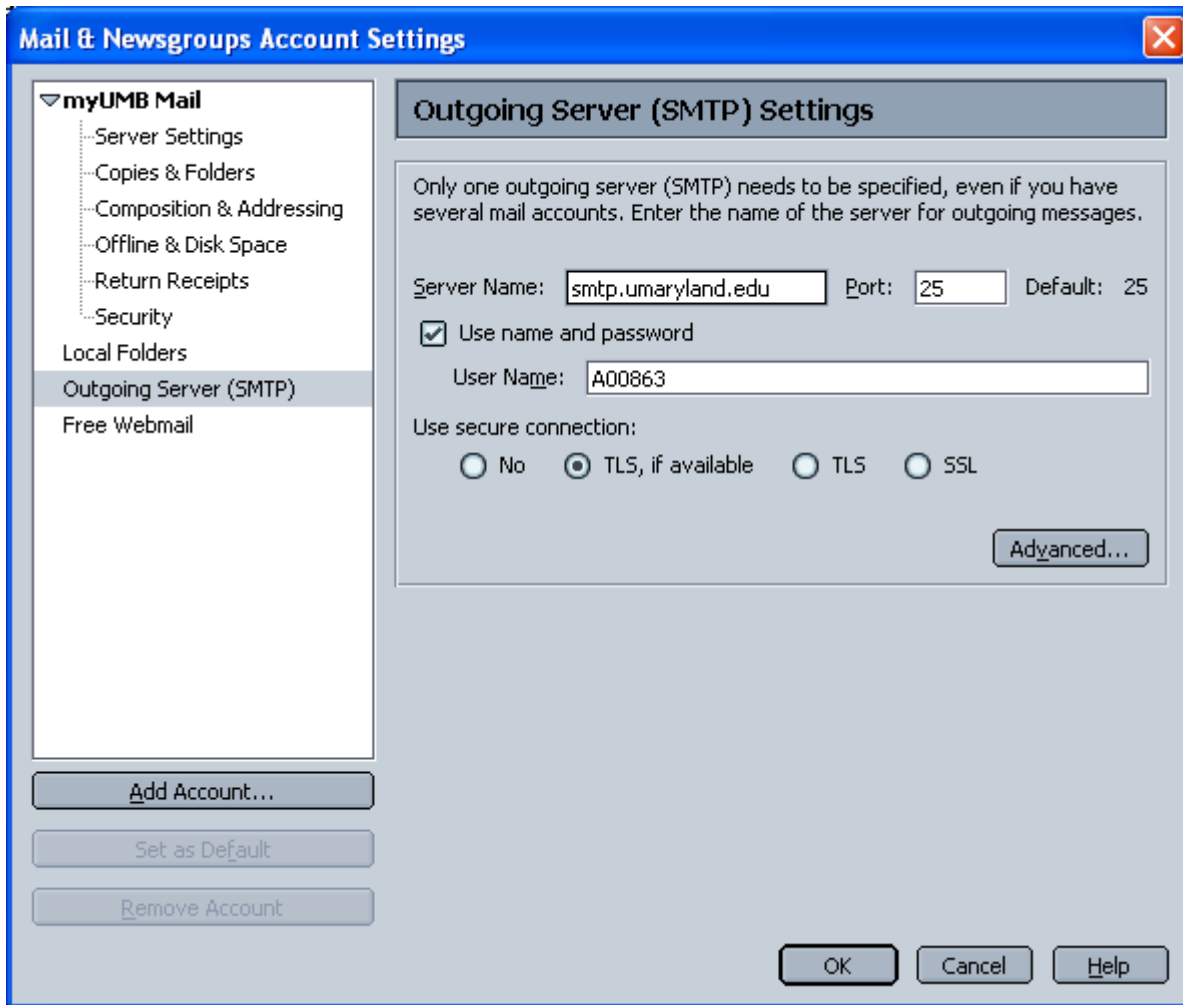 Mail & Newsgroups Account Settings
myUMB Mail
Server Settings
Copies & Folders
Composition & Addressing
Offline & Disk Space
Return Receipts
Security
Local Folders
Outgoing Server (SMTP)
Free Webmail
Add Account...
Set as Default
Remove Account
Outgoing Server (SMTP) Settings
Only one outgoing server (SMTP) needs to be specified, even if you have
several mail accounts. Enter the name of the server for outgoing messages.
Server Name: smtp.umaryland.edu Port: 25 Default: 25
Use name and password
User Name: A00863
Use secure connection:
No TLS, if available TLS SSL
Advanced...
OK Cancel Help